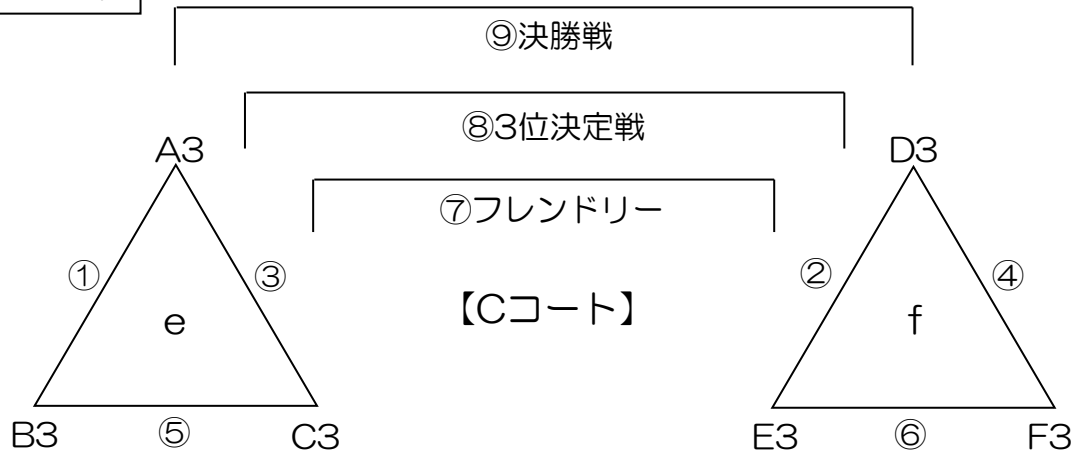 ⑨決勝戦
⑧3位決定戦
A3
D3
⑦フレンドリー
①
③
②
④
【Cコート】
e
f
B3
⑤
C3
E3
⑥
F3